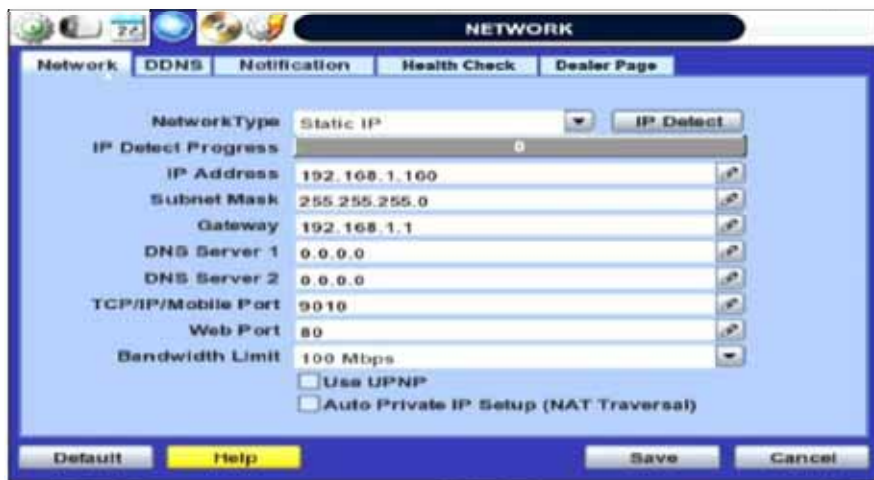 NETWORK
Network DDNS Notification Health Check Dealer Page
NetworkType Static IP IP Detect
IP Detect Progress 0
IP Address 192.168.1.160
Subnet Mask 255.255.255.0
Gateway 192.168.1.1
DNS Server 1 0.0.0.0
DNS Server 2 0.0.0.0
TCP/IP/Mobile Port 9010
Web Port 80
Bandwidth Limit 100 Mbps
Use UPNP
Auto Private IP Setup (NAT Traversal)
Default Help Save Cancel